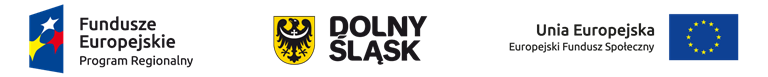 Fundusze
Europejskie
Program Regionalny
DOLNY
ŚLĄSK
Unia Europejska
Europejski Fundusz Społeczny